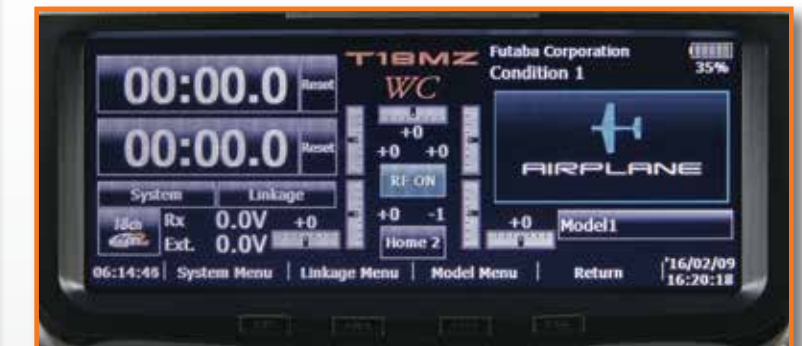 T18MZ
WC
Futaba Corporation
Condition 1
35%
00:00.0 Reset
00:00.0 Reset
System Linkage
18ch
Rx 0.0V
Ext. 0.0V
+0
+0 +0
RF ON
+0 +0 -1 +0
Home 2
AIRPLANE
Model1
06:14:46 System Menu Linkage Menu Model Menu Return
'16/02/09
16:20:18